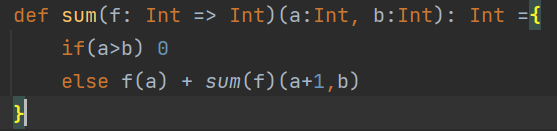 def sum(f: Int => Int)(a:Int, b:Int): Int ={
if(a>b) 0
else f(a) + sum(f)(a+1,b)
}